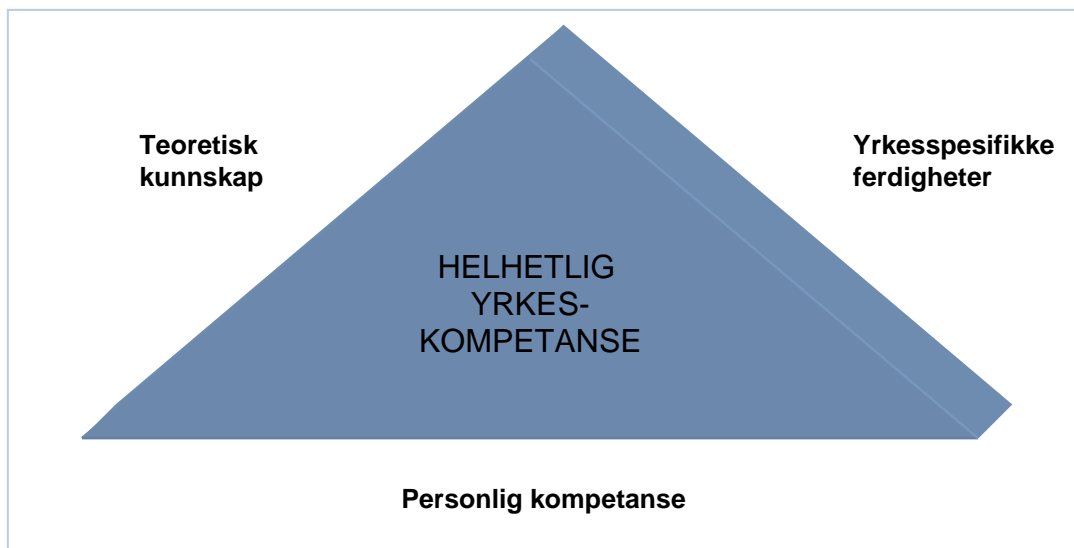 Teoretisk
kunnskap
Yrkesspesifikke
ferdigheter
HELHETLIG
YRKES-
KOMPETANSE
Personlig kompetanse